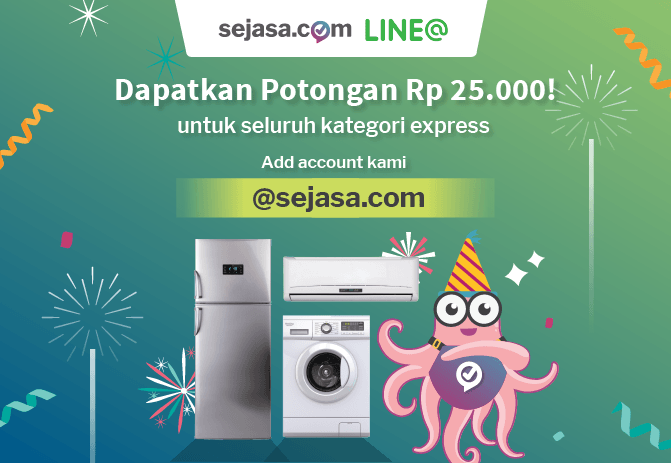 sejasa.com LINE@
Dapatkan Potongan Rp 25.000!
untuk seluruh kategori express
Add account kami
@sejasa.com